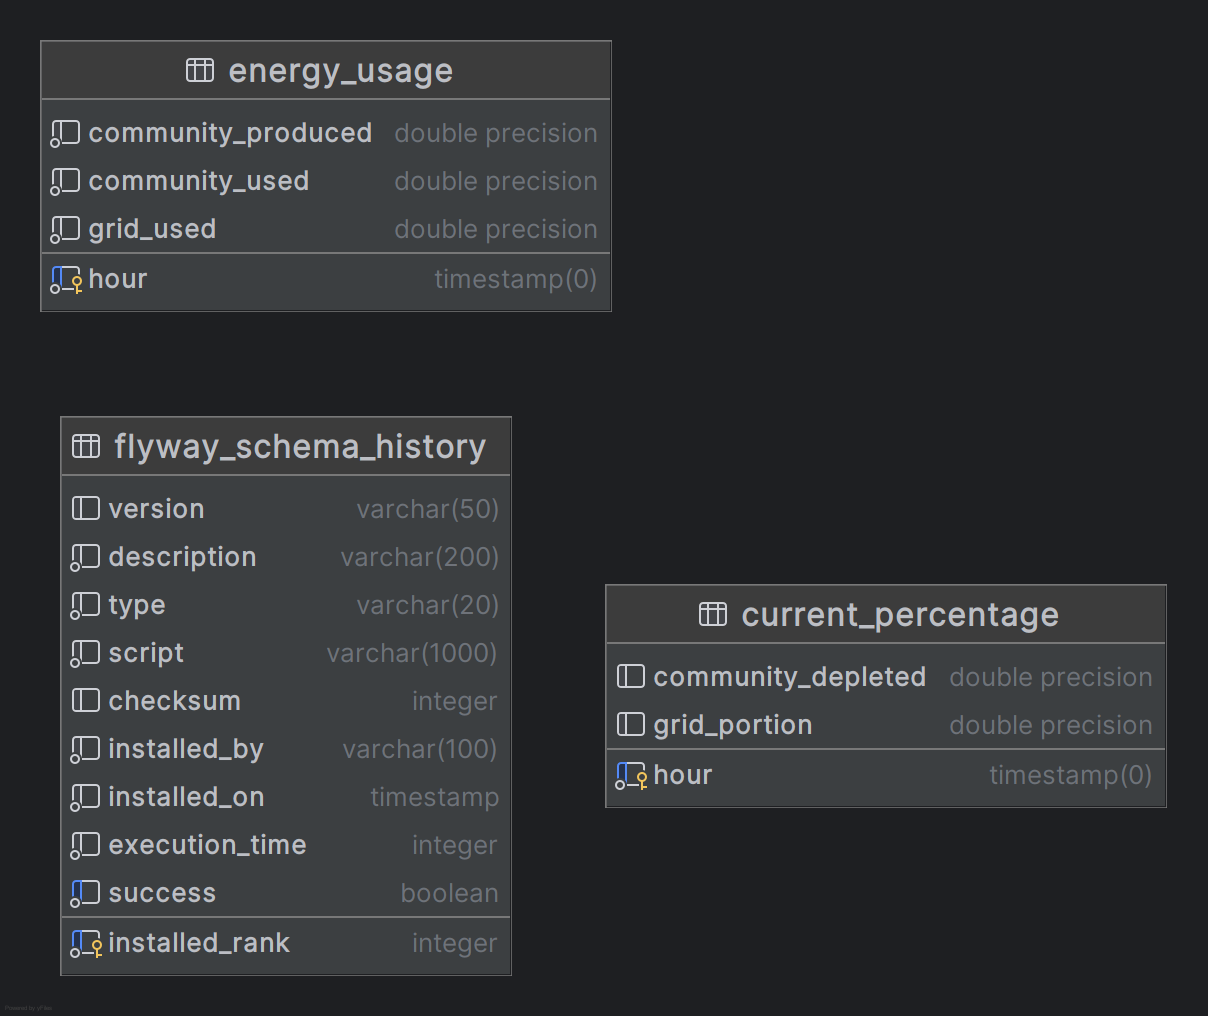 energy_usage
community_produced double precision
community_used double precision
grid_used double precision
hour timestamp(0)
flyway_schema_history
version varchar(50)
description varchar(200)
type varchar(20)
script varchar(1000)
checksum integer
installed_by varchar(100)
installed_on timestamp
execution_time integer
success boolean
installed_rank integer
current_percentage
community_depleted double precision
grid_portion double precision
hour timestamp(0)
Powered by yFiles